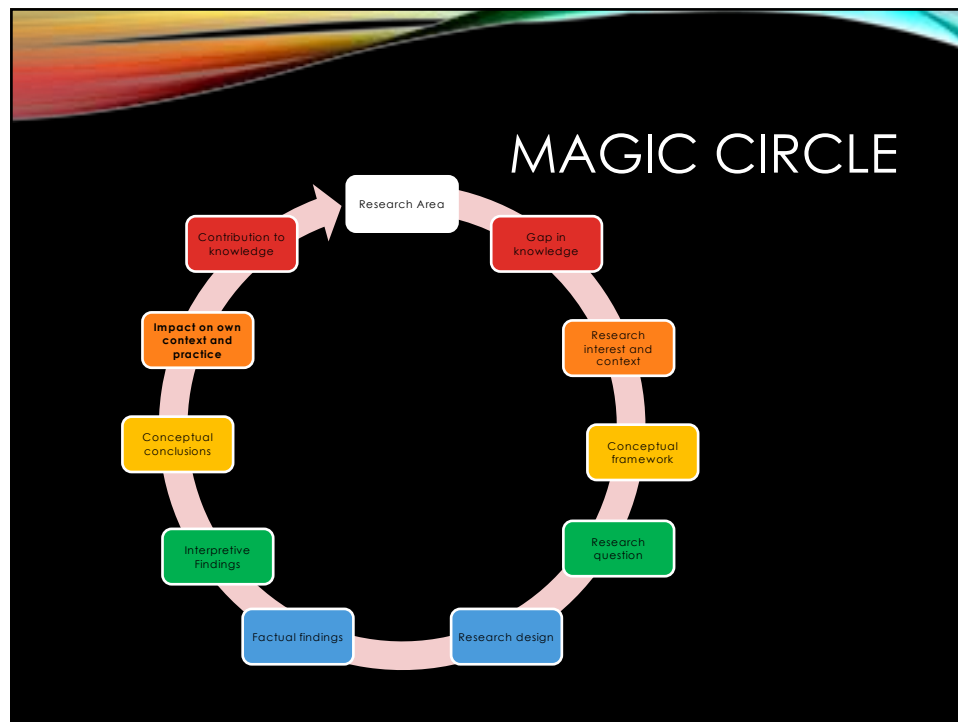 MAGIC CIRCLE
Research Area
Gap in
knowledge
Research
interest and
context
Conceptual
framework
Research
question
Research design
Factual findings
Interpretive
Findings
Conceptual
conclusions
Impact on own
context and
practice
Contribution to
knowledge